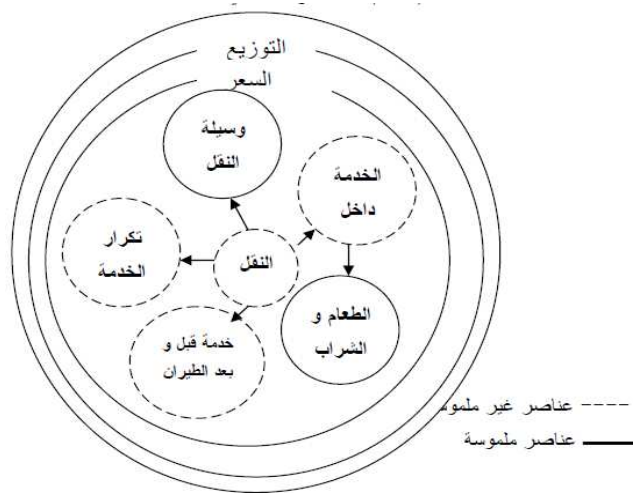 التوزيع
السعر
وسيلة
النقل
الخدمة
داخل
تكرار
الخدمة
النقل
الطعام و
الشراب
خدمة قبل و
بعد الطيران
عناصر غير ملموس
عناصر ملموسة